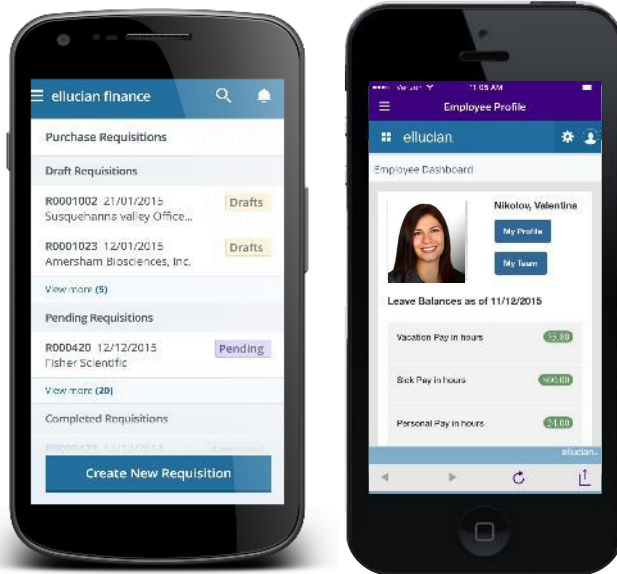 ellucian finance
Purchase Requisitions
Draft Requisitions
R0001002 21/01/2015
Drafts
Susquehanna valley Office...
R0001023 12/01/2015
Drafts
Amersham Biosciences, Inc.
View more (5)
Pending Requisitions
R000420 12/12/2015
Pending
Fisher Scientific
View more (20)
Completed Requisitions
Create New Requisition
11:05 AM
Employee Profile
ellucian
Employee Dashboard
Nikolov, Valentina
My Profile
My Team
Leave Balances as of 11/12/2015
Vacation Pay in hours
Sick Pay in hours
Personal Pay in hours
24.00
ellucian